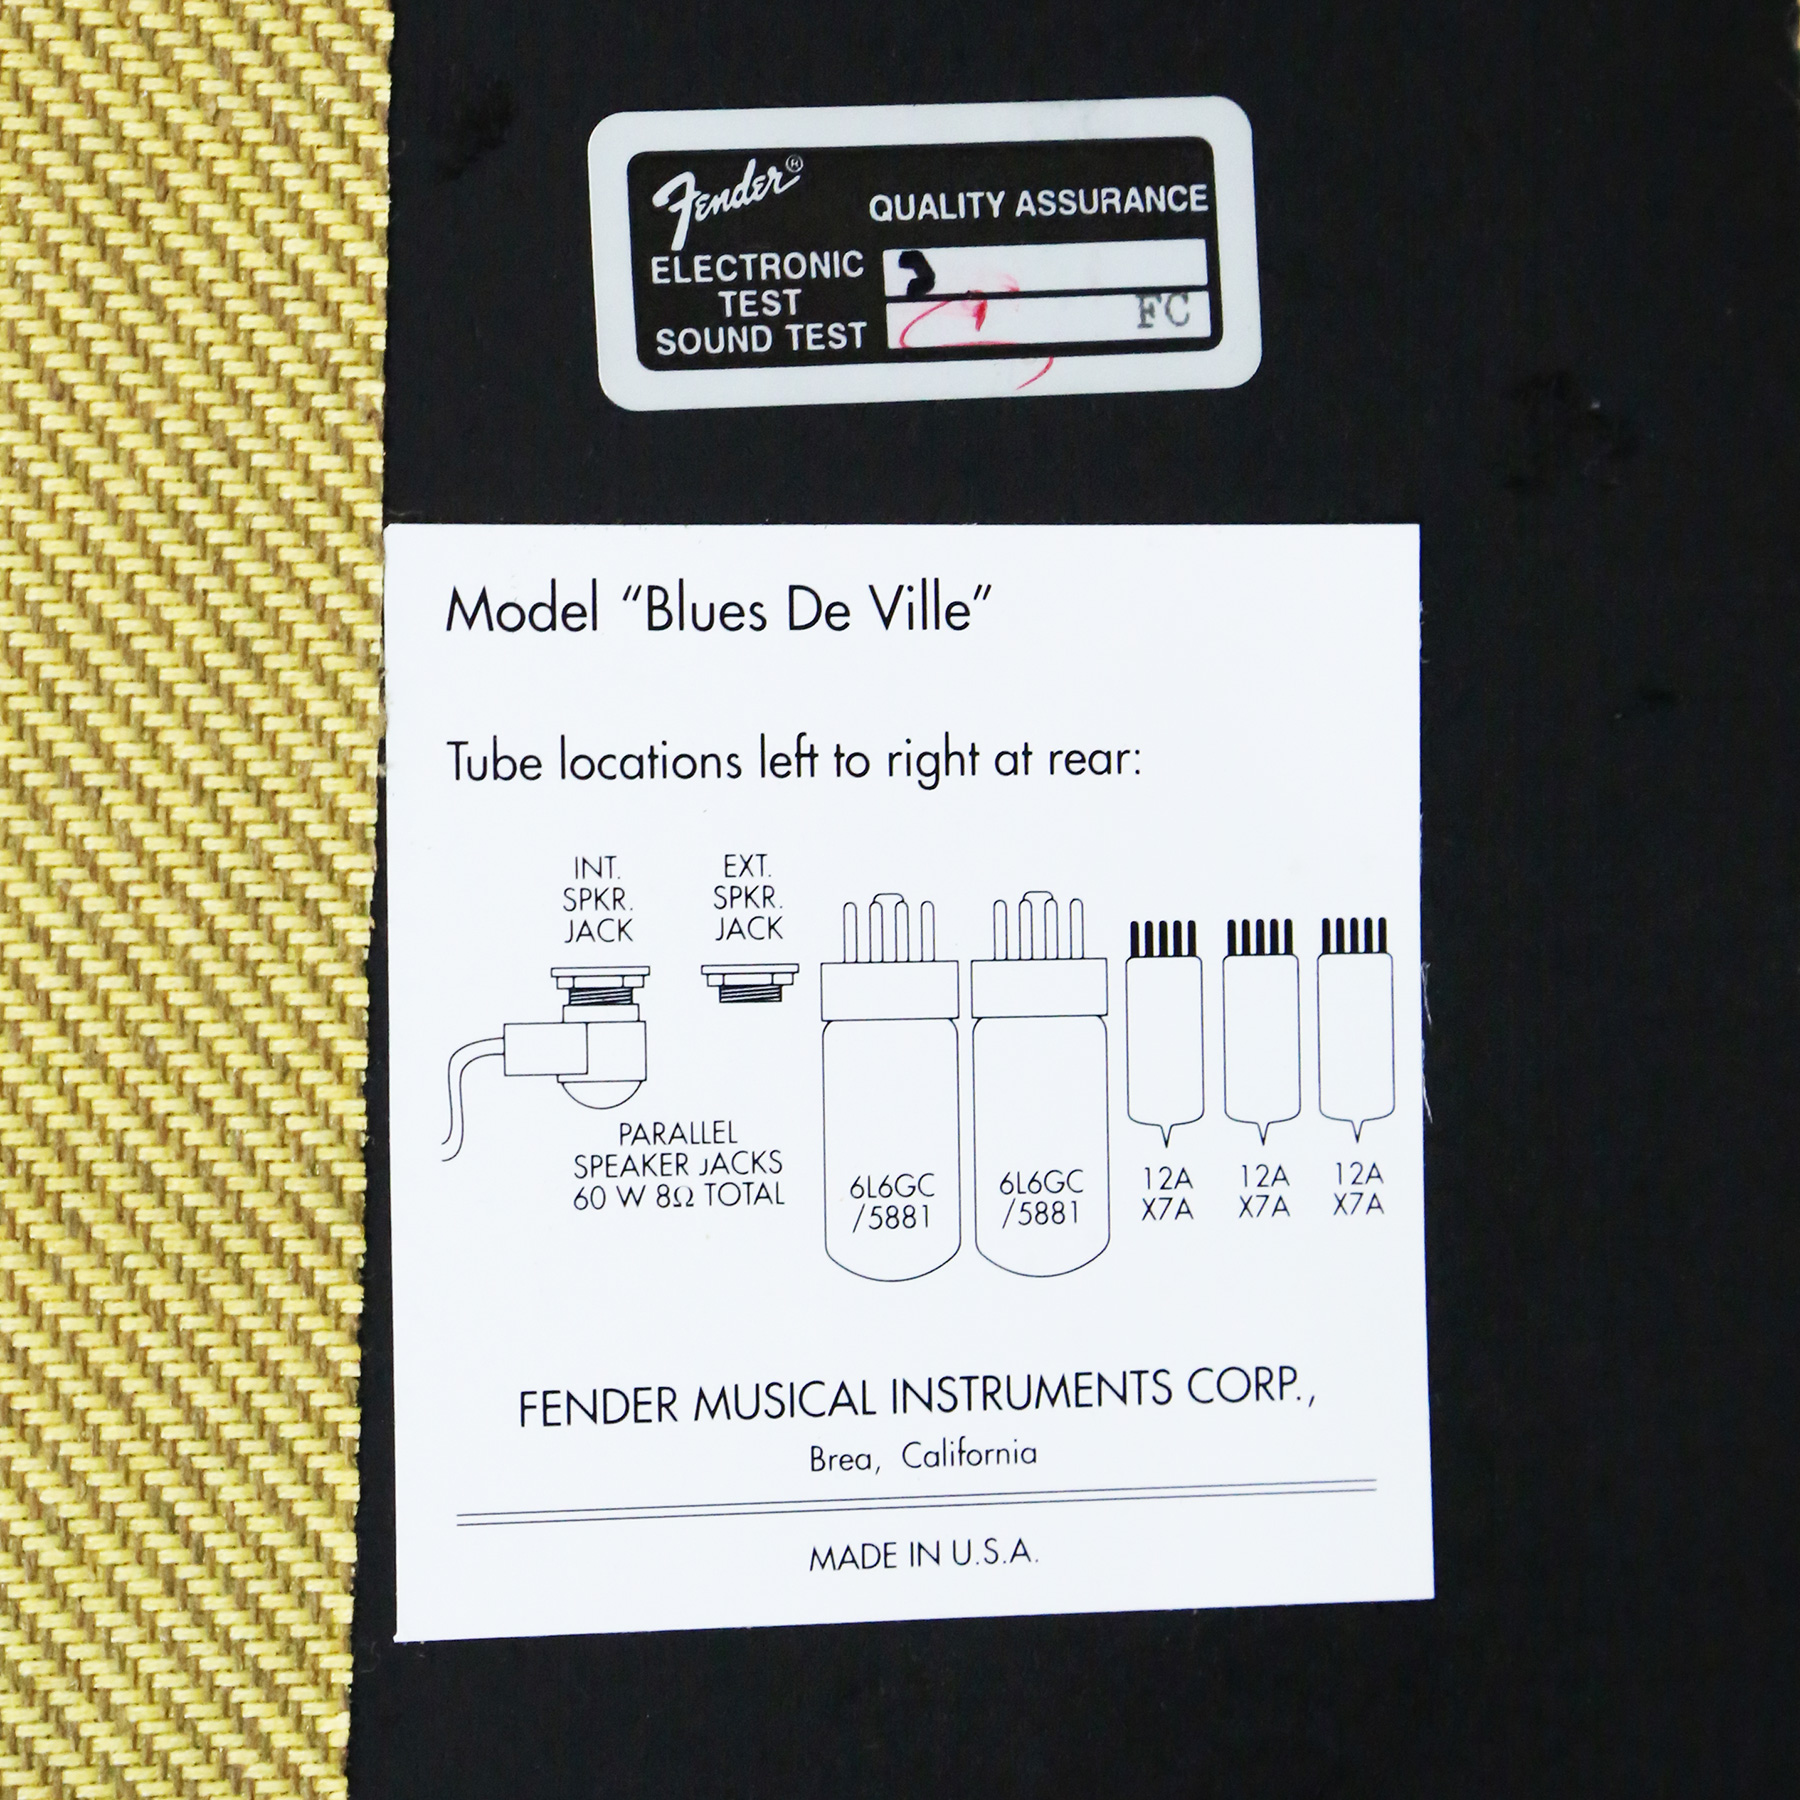 Fender®
QUALITY ASSURANCE
ELECTRONIC
TEST
SOUND TEST
FC
Model “Blues De Ville”
Tube locations left to right at rear:
INT.
SPKR.
JACK
EXT.
SPKR.
JACK
PARALLEL
SPEAKER JACKS
60 W 8Ω TOTAL
6L6GC
/5881
6L6GC
/5881
12A
X7A
12A
X7A
12A
X7A
FENDER MUSICAL INSTRUMENTS CORP.,
Brea, California
MADE IN U.S.A.